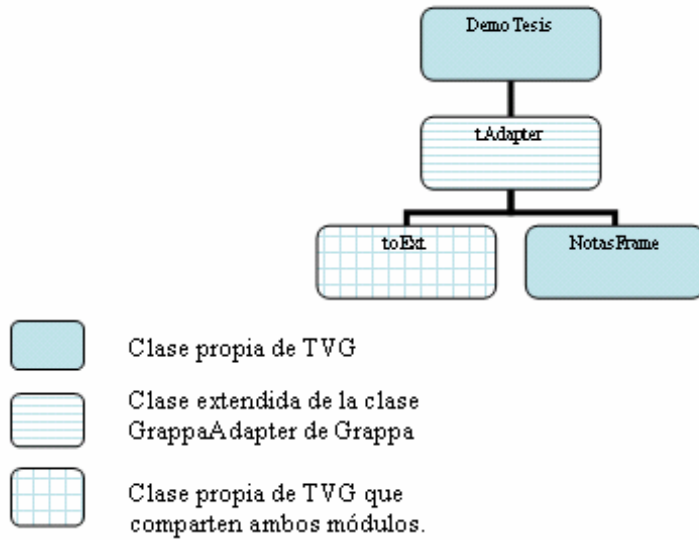 Demo Tesis
tAdapter
toExt
NotasFrame
Clase propia de TVG
Clase extendida de la clase
GrappaAdapter de Grappa
Clase propia de TVG que
comparten ambos módulos.